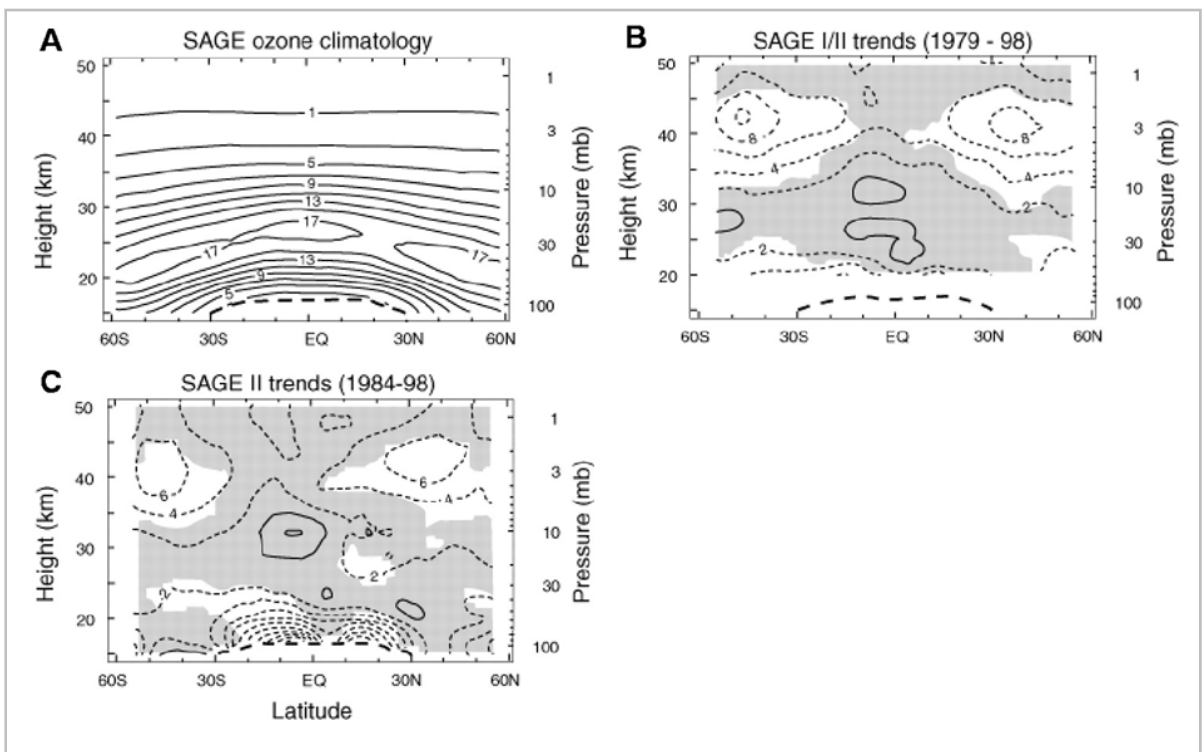 A
SAGE ozone climatology
50
40
30
20
Height (km)
1
5
9
13
17
17
17
13
9
5
1
3
10
30
100
Pressure (mb)
60S
30S
EQ
30N
60N
B
SAGE I/II trends (1979 - 98)
50
40
30
20
Height (km)
8
8
4
4
2
2
1
3
10
30
100
Pressure (mb)
60S
30S
EQ
30N
60N
C
SAGE II trends (1984-98)
50
40
30
20
Height (km)
6
6
4
4
2
2
1
3
10
30
100
Pressure (mb)
60S
30S
EQ
30N
60N
Latitude